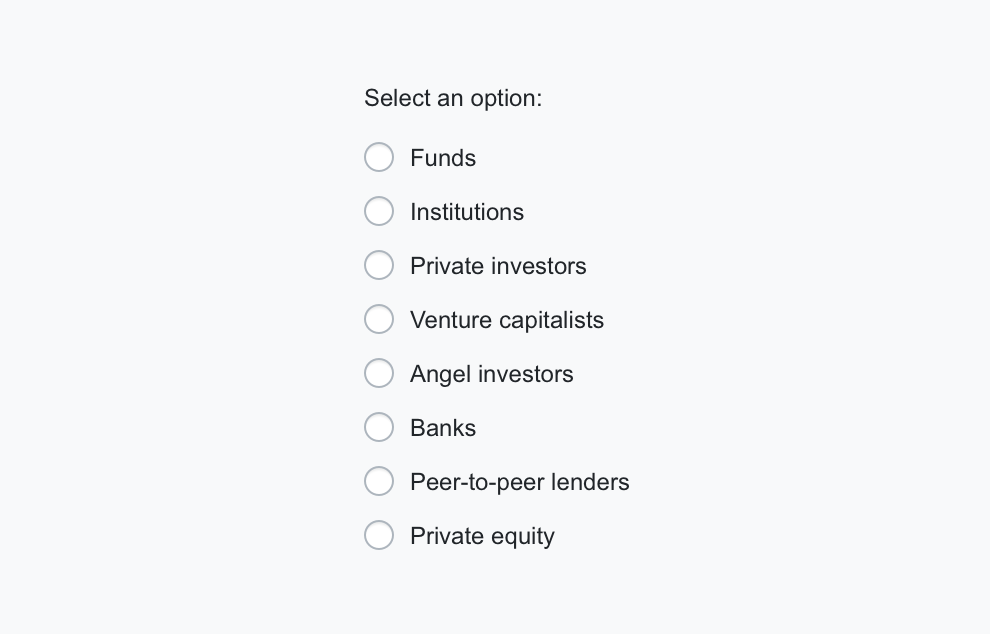 Select an option:
Funds
Institutions
Private investors
Venture capitalists
Angel investors
Banks
Peer-to-peer lenders
Private equity